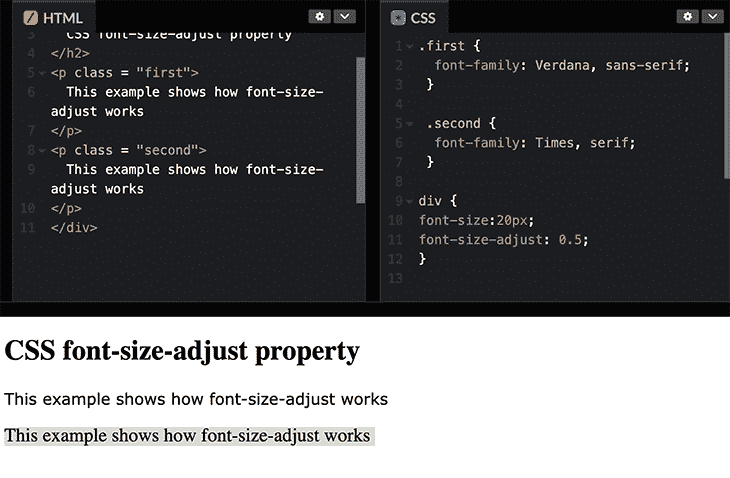 HTML
3 CSS font-size-adjust property
4 </h2>
5 <p class = "first">
6 This example shows how font-size-
adjust works
7 </p>
8 <p class = "second">
9 This example shows how font-size-
adjust works
10 </p>
11 </div>
CSS
1 .first {
2 font-family: Verdana, sans-serif;
3 }
4
5 .second {
6 font-family: Times, serif;
7 }
8
9 div {
10 font-size:20px;
11 font-size-adjust: 0.5;
12 }
13
CSS font-size-adjust property
This example shows how font-size-adjust works
This example shows how font-size-adjust works